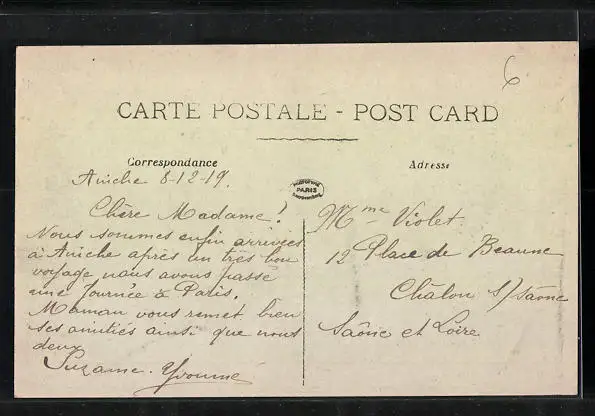 6
CARTE POSTALE - POST CARD
Correspondance
Adresse
PARIS
Aniche 8-12-19.
Chère Madame!
Nous sommes enfin arrivées
à Aniche après un très bon
voyage nous avons passé
une Journée à Paris.
Maman vous remet bien
ses amitiés ainsi que nous
deux
Suzanne. Yvonne
Mme Violet
12 Place de Beaune
Châlon s/Saône
Saône et Loire